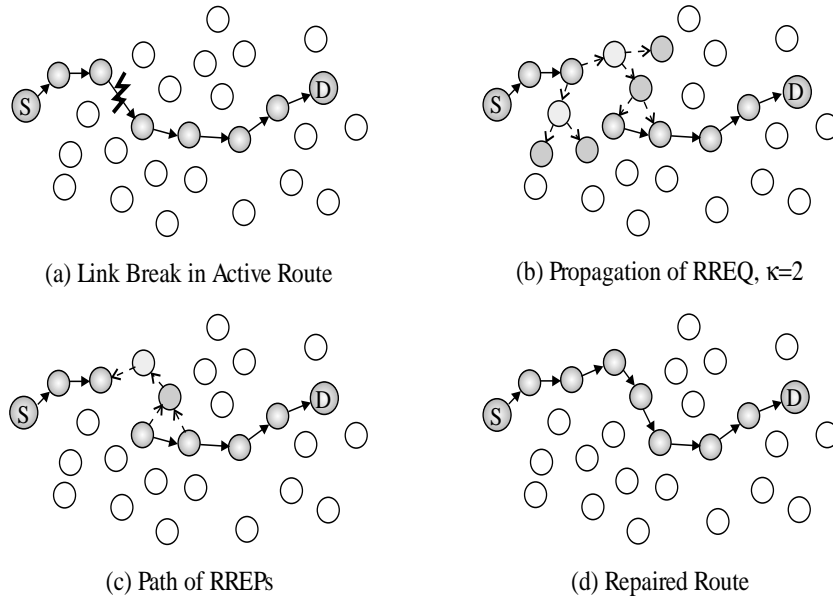 S
D
(a) Link Break in Active Route
S
D
(b) Propagation of RREQ, κ=2
S
D
(c) Path of RREPs
S
D
(d) Repaired Route